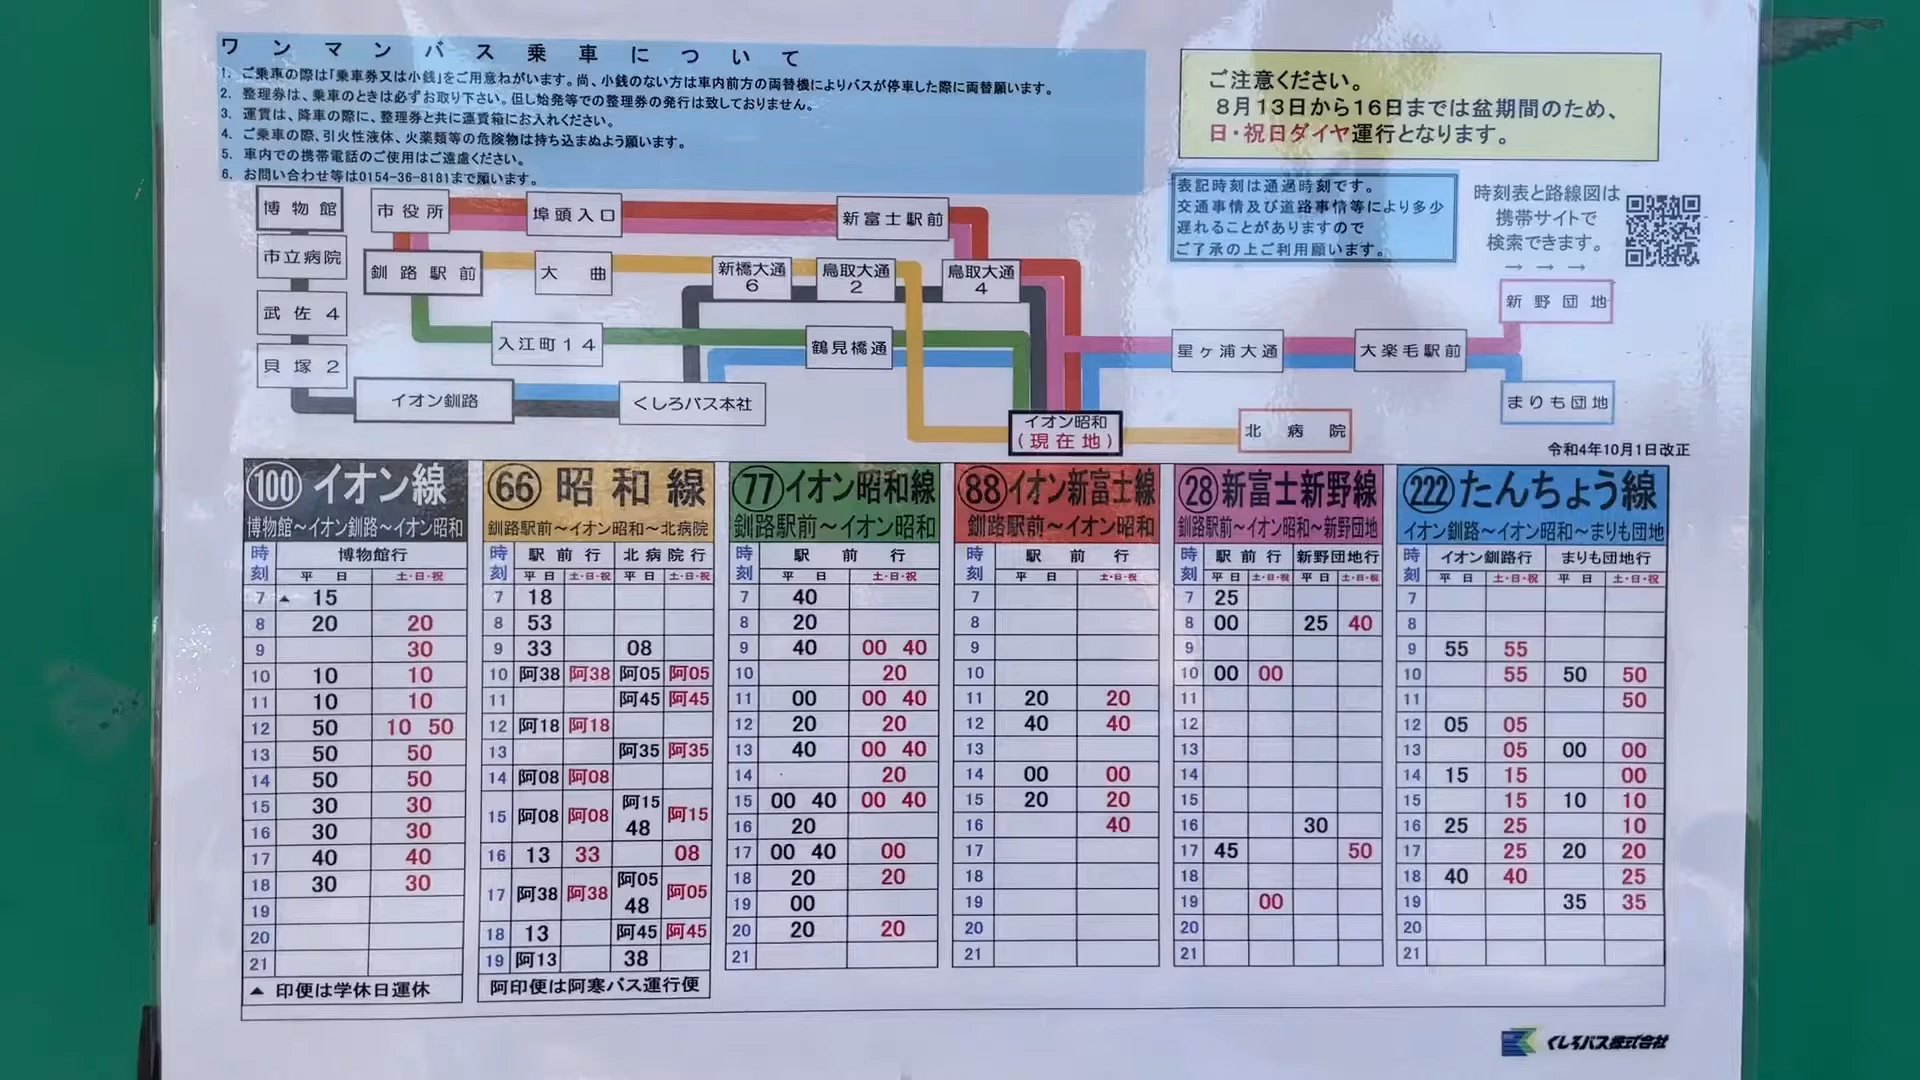 ワンマンバス乗車について
1. ご乗車の際は「乗車券又は小銭」をご用意ねがいます。尚、小銭のない方は車内前方の両替機によりバスが停車した際に両替願います。
2. 整理券は、乗車のときは必ずお取り下さい。但し始発等での整理券の発行は致しておりません。
3. 運賃は、降車の際に、整理券と共に運賃箱にお入れください。
4. ご乗車の際、引火性液体、火薬類等の危険物は持ち込まぬよう願います。
5. 車内での携帯電話のご使用はご遠慮ください。
6. お問い合わせ等は0154-36-8181まで願います。
ご注意ください。
8月13日から16日までは盆期間のため、
日・祝日ダイヤ運行となります。
表記時刻は通過時刻です。
交通事情及び道路事情等により多少
遅れることがありますので
ご了承の上ご利用願います。
時刻表と路線図は
携帯サイトで
検索できます。
→ → →
博物館 市役所 埠頭入口 新富士駅前
市立病院 釧路駅前 大曲 新橋大通6 鳥取大通2 鳥取大通4
新野団地
武佐4 入江町14 鶴見橋通 星ヶ浦大通 大楽毛駅前
貝塚2 イオン釧路 くしろバス本社 まりも団地
イオン昭和
(現在地)
北病院
令和4年10月1日改正
100 イオン線
博物館～イオン釧路～イオン昭和
時刻 博物館行
平日 土・日・祝
7 ▲ 15
8 20 20
9 30
10 10 10
11 10 10
12 50 10 50
13 50 50
14 50 50
15 30 30
16 30 30
17 40 40
18 30 30
19
20
21
▲ 印便は学休日運休
66 昭和線
釧路駅前～イオン昭和～北病院
時刻 駅前行 北病院行
平日 土・日・祝 平日 土・日・祝
7 18
8 53
9 33 08
10 阿38 阿38 阿05 阿05
11 阿45 阿45
12 阿18 阿18
13 阿35 阿35
14 阿08 阿08
15 阿08 阿08 阿15 48 阿15
16 13 33 08
17 阿38 阿38 阿05 48 阿05
18 13 阿45 阿45
19 阿13 38
阿印便は阿寒バス運行便
77 イオン昭和線
釧路駅前～イオン昭和
時刻 駅前行
平日 土・日・祝
7 40
8 20
9 40 00 40
10 20
11 00 00 40
12 20 20
13 40 00 40
14 20
15 00 40 00 40
16 20
17 00 40 00
18 20 20
19 00
20 20 20
21
88 イオン新富士線
釧路駅前～イオン昭和
時刻 駅前行
平日 土・日・祝
7
8
9
10
11 20 20
12 40 40
13
14 00 00
15 20 20
16 40
17
18
19
20
21
28 新富士新野線
釧路駅前～イオン昭和～新野団地
時刻 駅前行 新野団地行
平日 土・日・祝 平日 土・日・祝
7 25
8 00 25 40
9
10 00 00
11
12
13
14
15
16 30
17 45 50
18
19 00
20
21
222 たんちょう線
イオン釧路～イオン昭和～まりも団地
時刻 イオン釧路行 まりも団地行
平日 土・日・祝 平日 土・日・祝
7
8
9 55 55
10 55 50 50
11 50
12 05 05
13 05 00 00
14 15 15 00
15 15 10 10
16 25 25 10
17 25 20 20
18 40 40 25
19 35 35
20
21
くしろバス株式会社